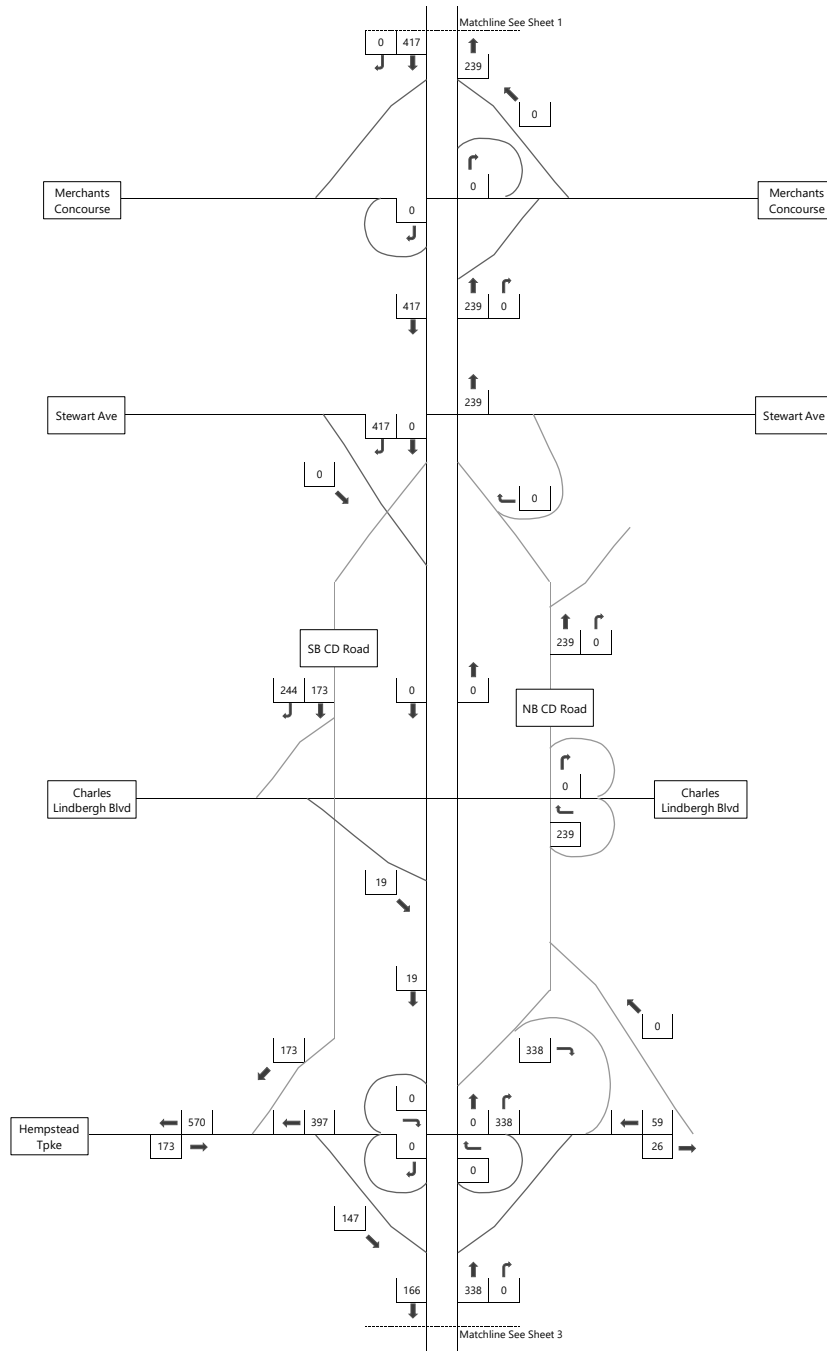 Matchline See Sheet 1
0 417
239
0
Merchants
Concourse
0
Merchants
Concourse
0
417
239 0
239
Stewart Ave
417 0
Stewart Ave
0
0
239 0
SB CD Road
244 173
0
0
NB CD Road
0
Charles
Lindbergh Blvd
Charles
Lindbergh Blvd
239
19
19
0
173
338
0
570
397
0 338
59
Hempstead
Tpke
173
0
26
0
147
166
338 0
Matchline See Sheet 3